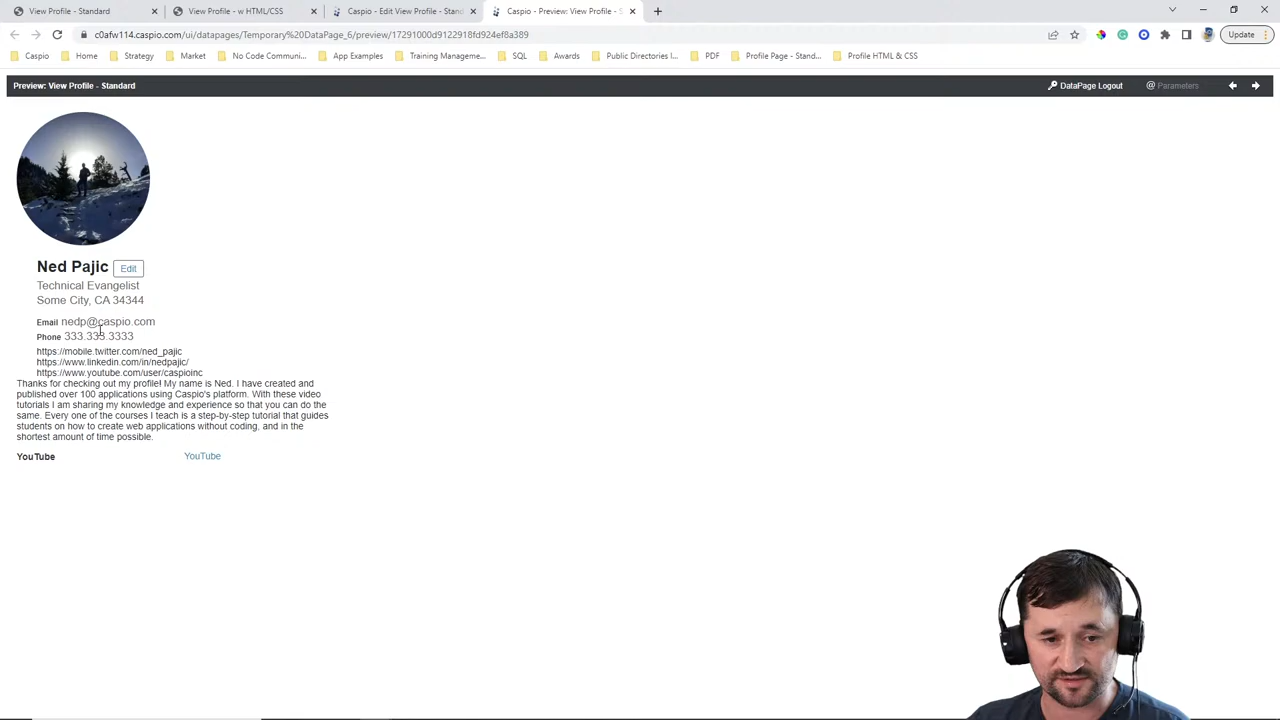 View Profile - Standard
View Profile - w HTML/CSS
Caspio - Edit View Profile - Stand
Caspio - Preview: View Profile - S
c0afw114.caspio.com/ui/datapages/Temporary%20DataPage_6/preview/17291000d9122918fd924ef8a389
Update
Caspio
Home
Strategy
Market
No Code Communi...
App Examples
Training Manageme...
SQL
Awards
Public Directories I...
PDF
Profile Page - Stand...
Profile HTML & CSS
Preview: View Profile - Standard
DataPage Logout
@ Parameters
Ned Pajic Edit
Technical Evangelist
Some City, CA 34344
Email nedp@caspio.com
Phone 333.333.3333
https://mobile.twitter.com/ned_pajic
https://www.linkedin.com/in/nedpajic/
https://www.youtube.com/user/caspioinc
Thanks for checking out my profile! My name is Ned. I have created and
published over 100 applications using Caspio's platform. With these video
tutorials I am sharing my knowledge and experience so that you can do the
same. Every one of the courses I teach is a step-by-step tutorial that guides
students on how to create web applications without coding, and in the
shortest amount of time possible.
YouTube YouTube